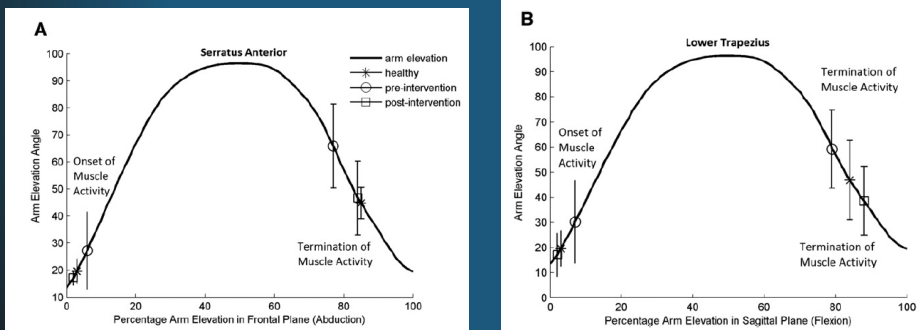 A
Serratus Anterior
arm elevation
healthy
pre-intervention
post-intervention
100
90
80
70
60
50
40
30
20
10
Arm Elevation Angle
Onset of
Muscle
Activity
Termination of
Muscle Activity
0
20
40
60
80
100
Percentage Arm Elevation in Frontal Plane (Abduction)
B
Lower Trapezius
100
90
80
70
60
50
40
30
20
10
0
Arm Elevation Angle
Termination of
Muscle Activity
Onset of
Muscle
Activity
Termination of
Muscle Activity
0
20
40
60
80
100
Percentage Arm Elevation in Sagittal Plane (Flexion)